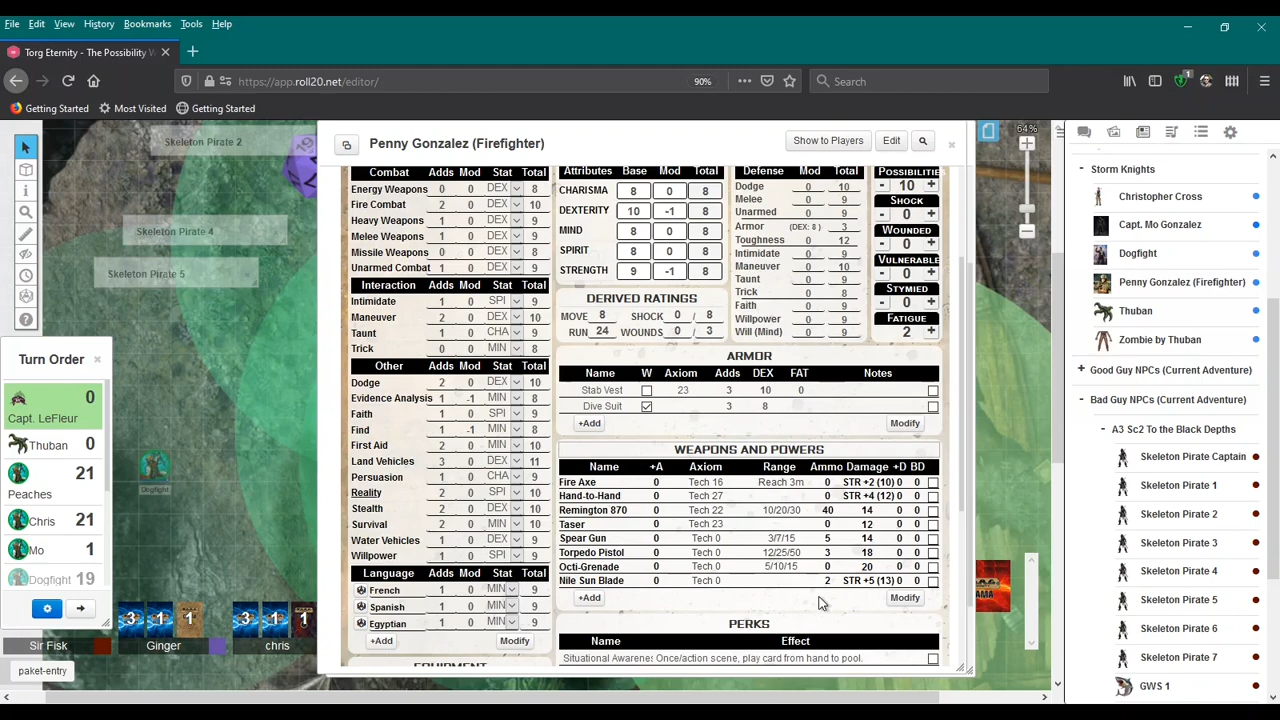 File Edit View History Bookmarks Tools Help
Torg Eternity - The Possibility W
https://app.roll20.net/editor/
90%
Search
Getting Started Most Visited Getting Started
Skeleton Pirate 2
Skeleton Pirate 4
Skeleton Pirate 5
Turn Order
0
Capt. LeFleur
Thuban 0
21
Peaches
Chris 21
Mo 1
Dogfight 19
3 1 1
3 1 1
Sir Fisk Ginger chris
paket-entry
Dogfight
Penny Gonzalez (Firefighter)
Show to Players Edit
Combat Adds Mod Stat Total
Energy Weapons 0 0 DEX 8
Fire Combat 2 0 DEX 10
Heavy Weapons 1 0 DEX 9
Melee Weapons 1 0 DEX 9
Missile Weapons 0 0 DEX 8
Unarmed Combat 1 0 DEX 9
Interaction Adds Mod Stat Total
Intimidate 1 0 SPI 9
Maneuver 2 0 DEX 10
Taunt 1 0 CHA 9
Trick 0 0 MIN 8
Other Adds Mod Stat Total
Dodge 2 0 DEX 10
Evidence Analysis 1 -1 MIN 8
Faith 1 0 SPI 9
Find 1 -1 MIN 8
First Aid 2 0 MIN 10
Land Vehicles 3 0 DEX 11
Persuasion 1 0 CHA 9
Reality 2 0 SPI 10
Stealth 2 0 DEX 10
Survival 2 0 MIN 10
Water Vehicles 1 0 DEX 9
Willpower 1 0 SPI 9
Language Adds Mod Stat Total
French 1 0 MIN 9
Spanish 1 0 MIN 9
Egyptian 1 0 MIN 9
+Add Modify
Attributes Base Mod Total
CHARISMA 8 0 8
DEXTERITY 10 -1 8
MIND 8 0 8
SPIRIT 8 0 8
STRENGTH 9 -1 8
DERIVED RATINGS
MOVE 8 SHOCK 0 / 8
RUN 24 WOUNDS 0 / 3
Defense Mod Total
Dodge 0 10
Melee 0 9
Unarmed 0 9
Armor (DEX: 8 ) 3
Toughness 0 12
Intimidate 0 9
Maneuver 0 10
Taunt 0 9
Trick 0 8
Faith 0 9
Willpower 0 9
Will (Mind) 0 9
POSSIBILITIES
- 10 +
SHOCK
- 0 +
WOUNDED
- 0 +
VULNERABLE
- 0 +
STYMIED
- 0 +
FATIGUE
2 +
ARMOR
Name W Axiom Adds DEX FAT Notes
Stab Vest 23 3 10 0
Dive Suit 3 8
+Add Modify
WEAPONS AND POWERS
Name +A Axiom Range Ammo Damage +D BD
Fire Axe 0 Tech 16 Reach 3m 0 STR +2 (10) 0 0
Hand-to-Hand 0 Tech 27 0 STR +4 (12) 0 0
Remington 870 0 Tech 22 10/20/30 40 14 0 0
Taser 0 Tech 23 0 12 0 0
Spear Gun 0 Tech 0 3/7/15 5 14 0 0
Torpedo Pistol 0 Tech 0 12/25/50 3 18 0 0
Octi-Grenade 0 Tech 0 5/10/15 0 20 0 0
Nile Sun Blade 0 Tech 0 2 STR +5 (13) 0 0
+Add Modify
PERKS
Name Effect
Situational Awarene: Once/action scene, play card from hand to pool.
64%
Storm Knights
Christopher Cross
Capt. Mo Gonzalez
Dogfight
Penny Gonzalez (Firefighter)
Thuban
Zombie by Thuban
+ Good Guy NPCs (Current Adventure)
- Bad Guy NPCs (Current Adventure)
- A3 Sc2 To the Black Depths
Skeleton Pirate Captain
Skeleton Pirate 1
Skeleton Pirate 2
Skeleton Pirate 3
Skeleton Pirate 4
Skeleton Pirate 5
Skeleton Pirate 6
Skeleton Pirate 7
GWS 1